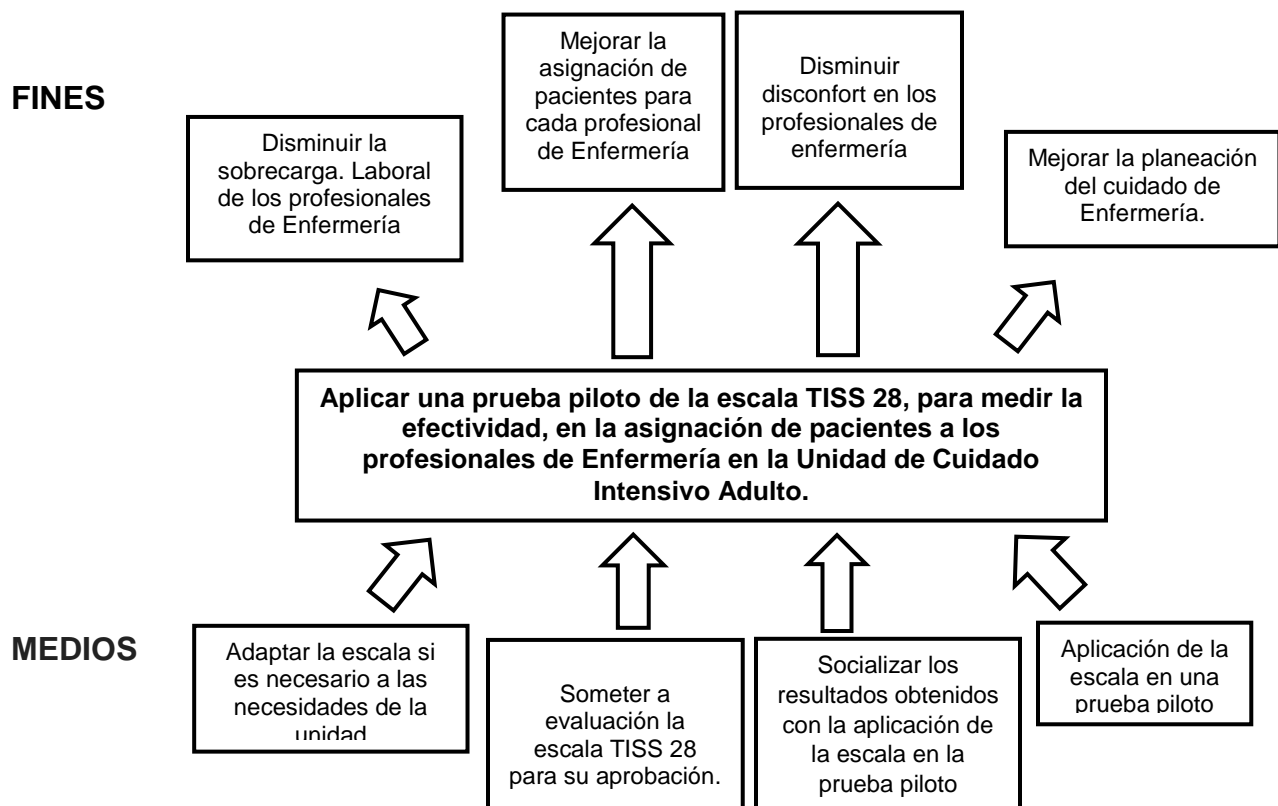 FINES
Disminuir la
sobrecarga. Laboral
de los profesionales
de Enfermería
Mejorar la
asignación de
pacientes para
cada profesional
de Enfermería
Disminuir
disconfort en los
profesionales de
enfermería
Mejorar la planeación
del cuidado de
Enfermería.
Aplicar una prueba piloto de la escala TISS 28, para medir la
efectividad, en la asignación de pacientes a los
profesionales de Enfermería en la Unidad de Cuidado
Intensivo Adulto.
MEDIOS
Adaptar la escala si
es necesario a las
necesidades de la
unidad
Someter a
evaluación la
escala TISS 28
para su aprobación.
Socializar los
resultados obtenidos
con la aplicación de
la escala en la
prueba piloto
Aplicación de la
escala en una
prueba piloto